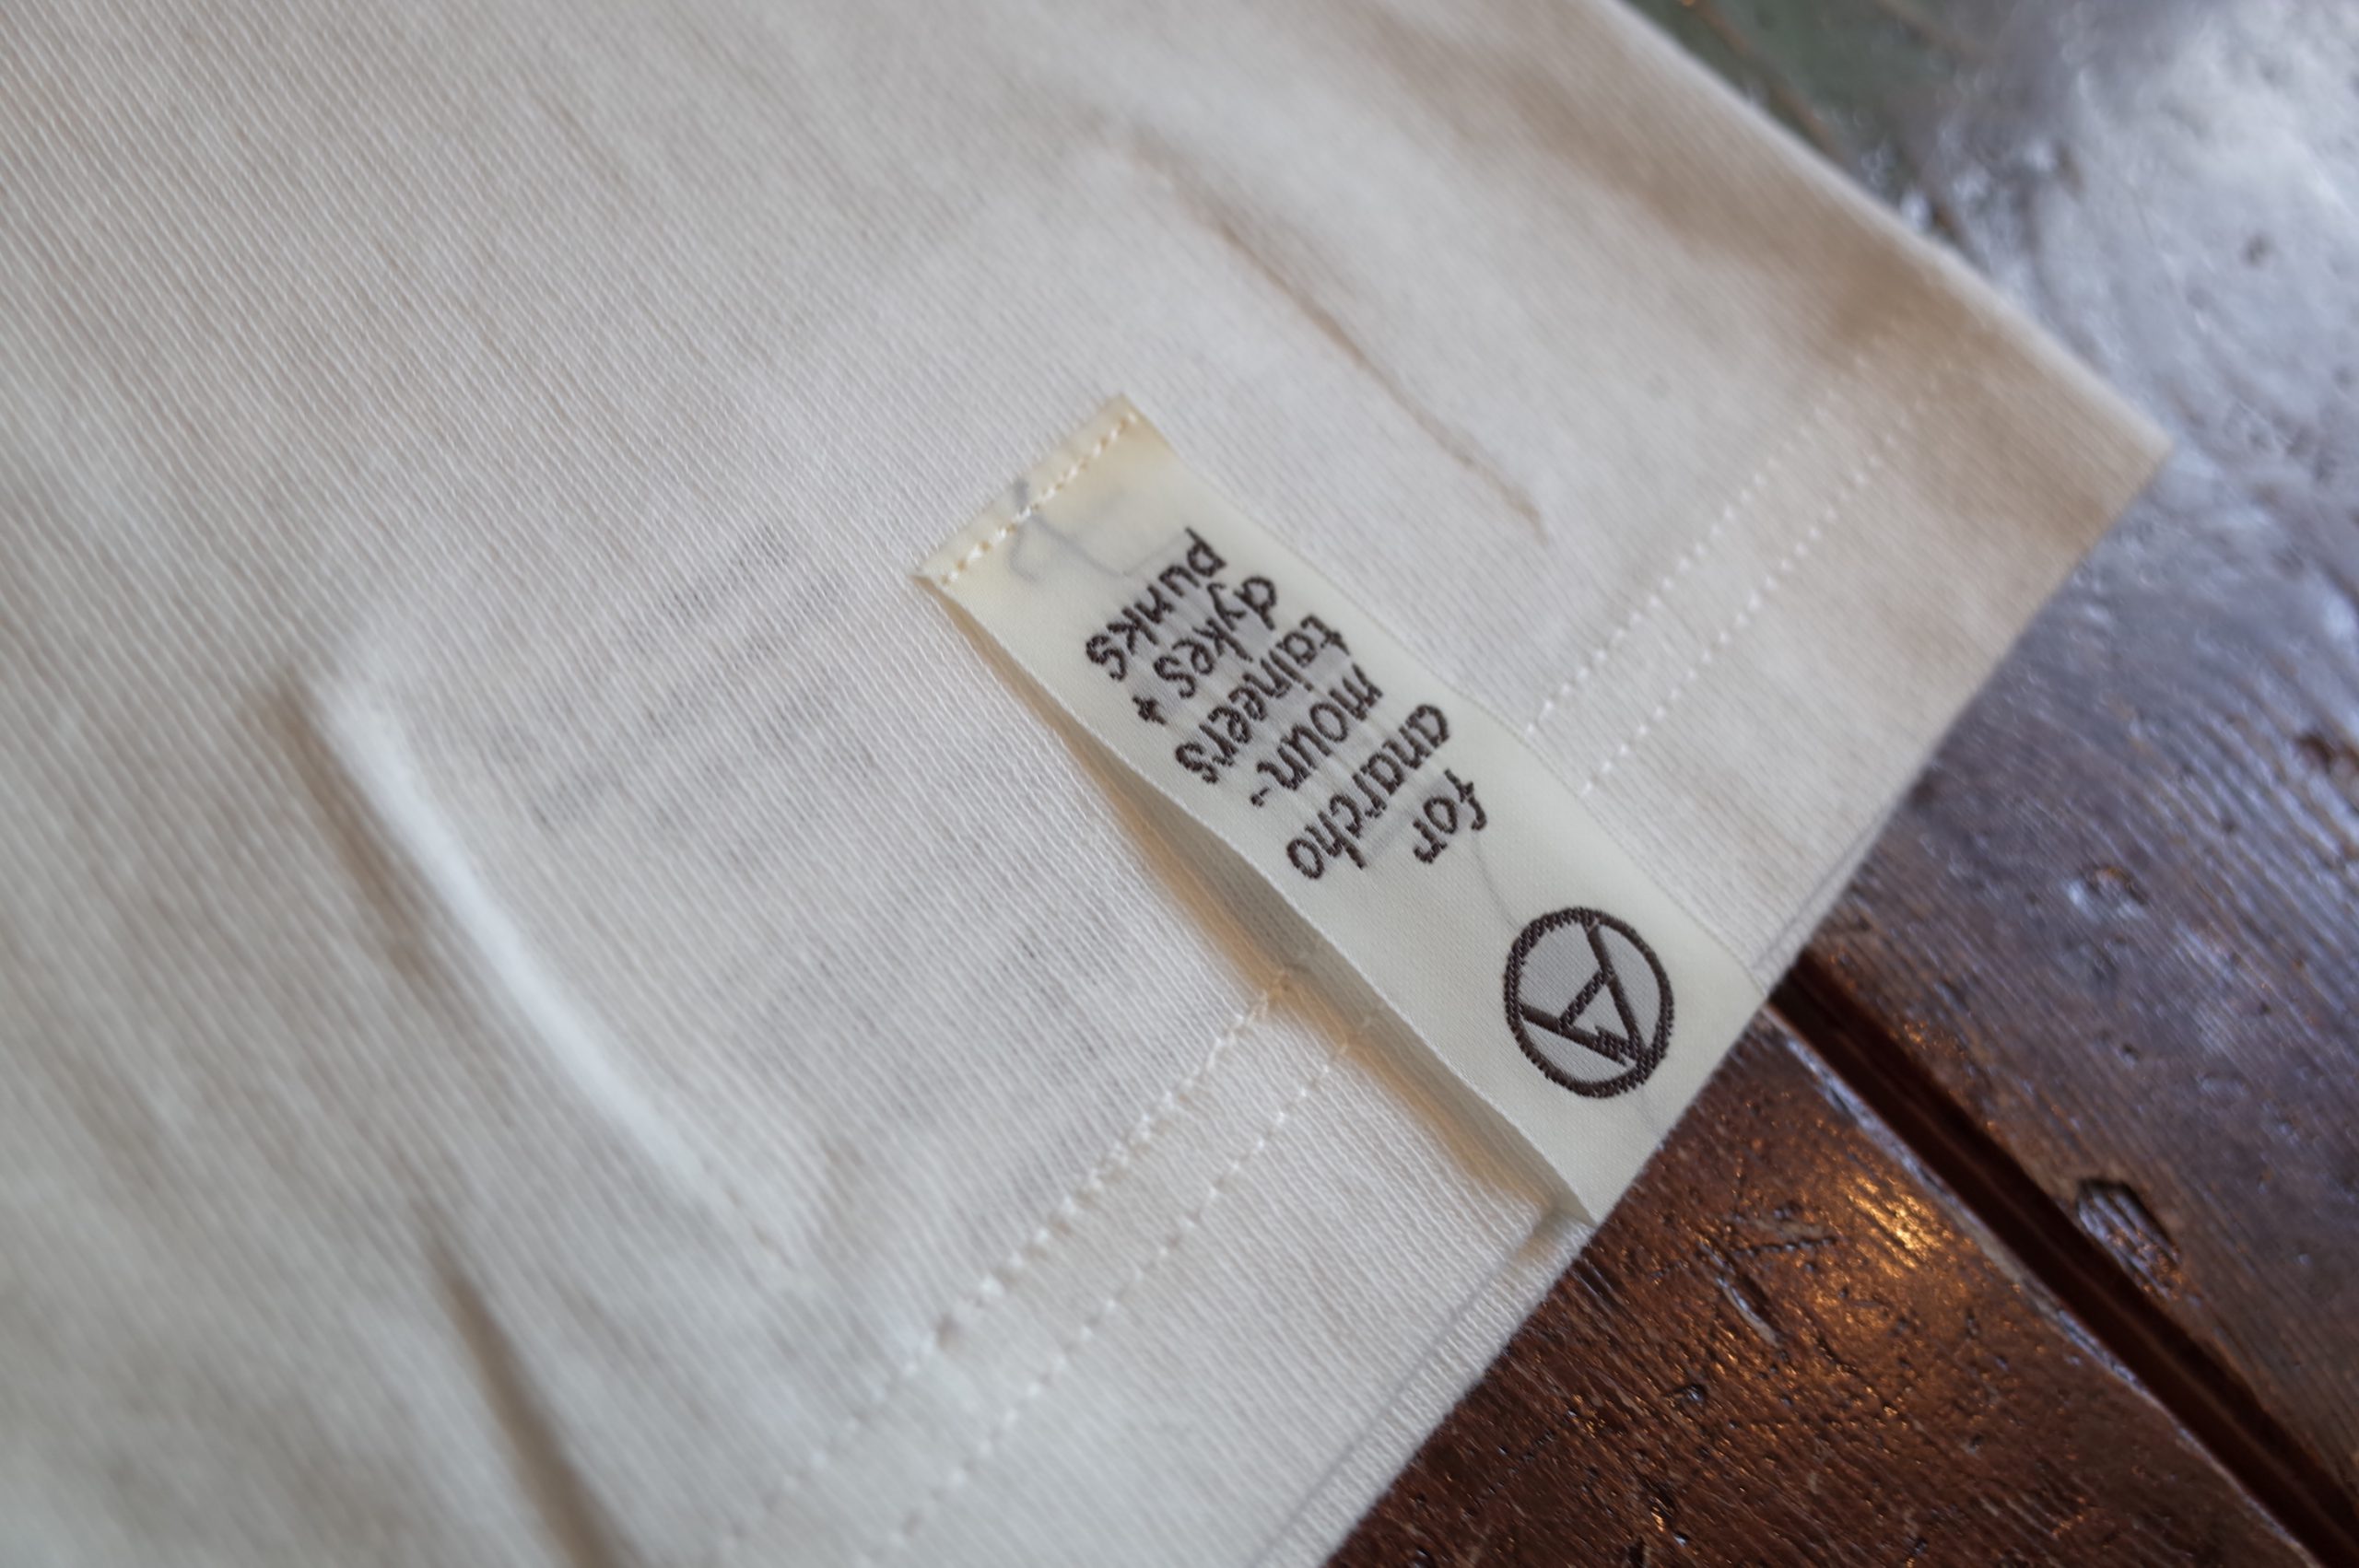 for
anarcho
moun-
taineers
dykes +
punks